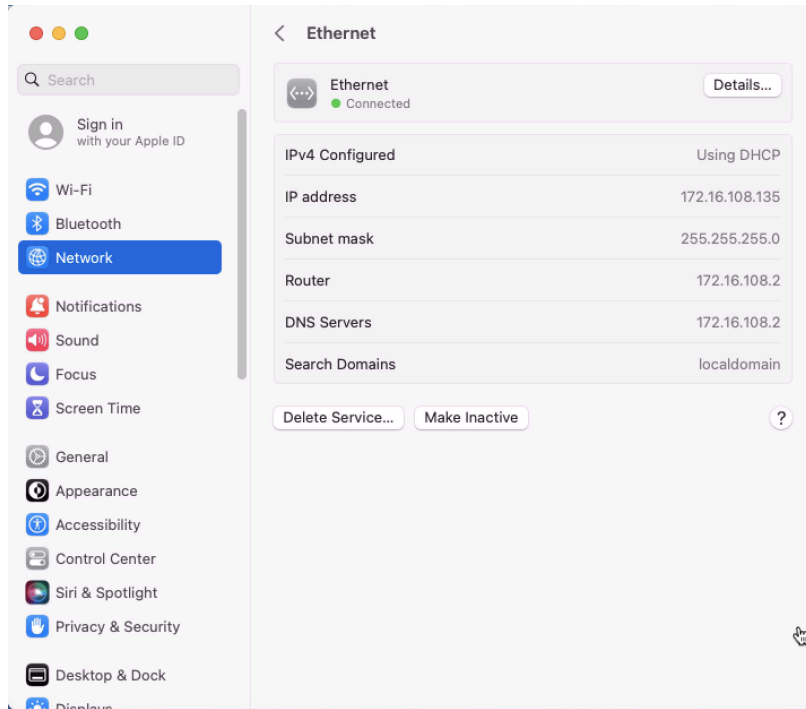 Ethernet
Search
Ethernet
Details...
Connected
Sign in
with your Apple ID
IPv4 Configured
Using DHCP
Wi-Fi
IP address
172.16.108.135
Bluetooth
Subnet mask
255.255.255.0
Network
Router
172.16.108.2
Notifications
DNS Servers
172.16.108.2
Sound
Search Domains
localdomain
Focus
Screen Time
Delete Service...
Make Inactive
?
General
Appearance
Accessibility
Control Center
Siri & Spotlight
Privacy & Security
Desktop & Dock
Displays